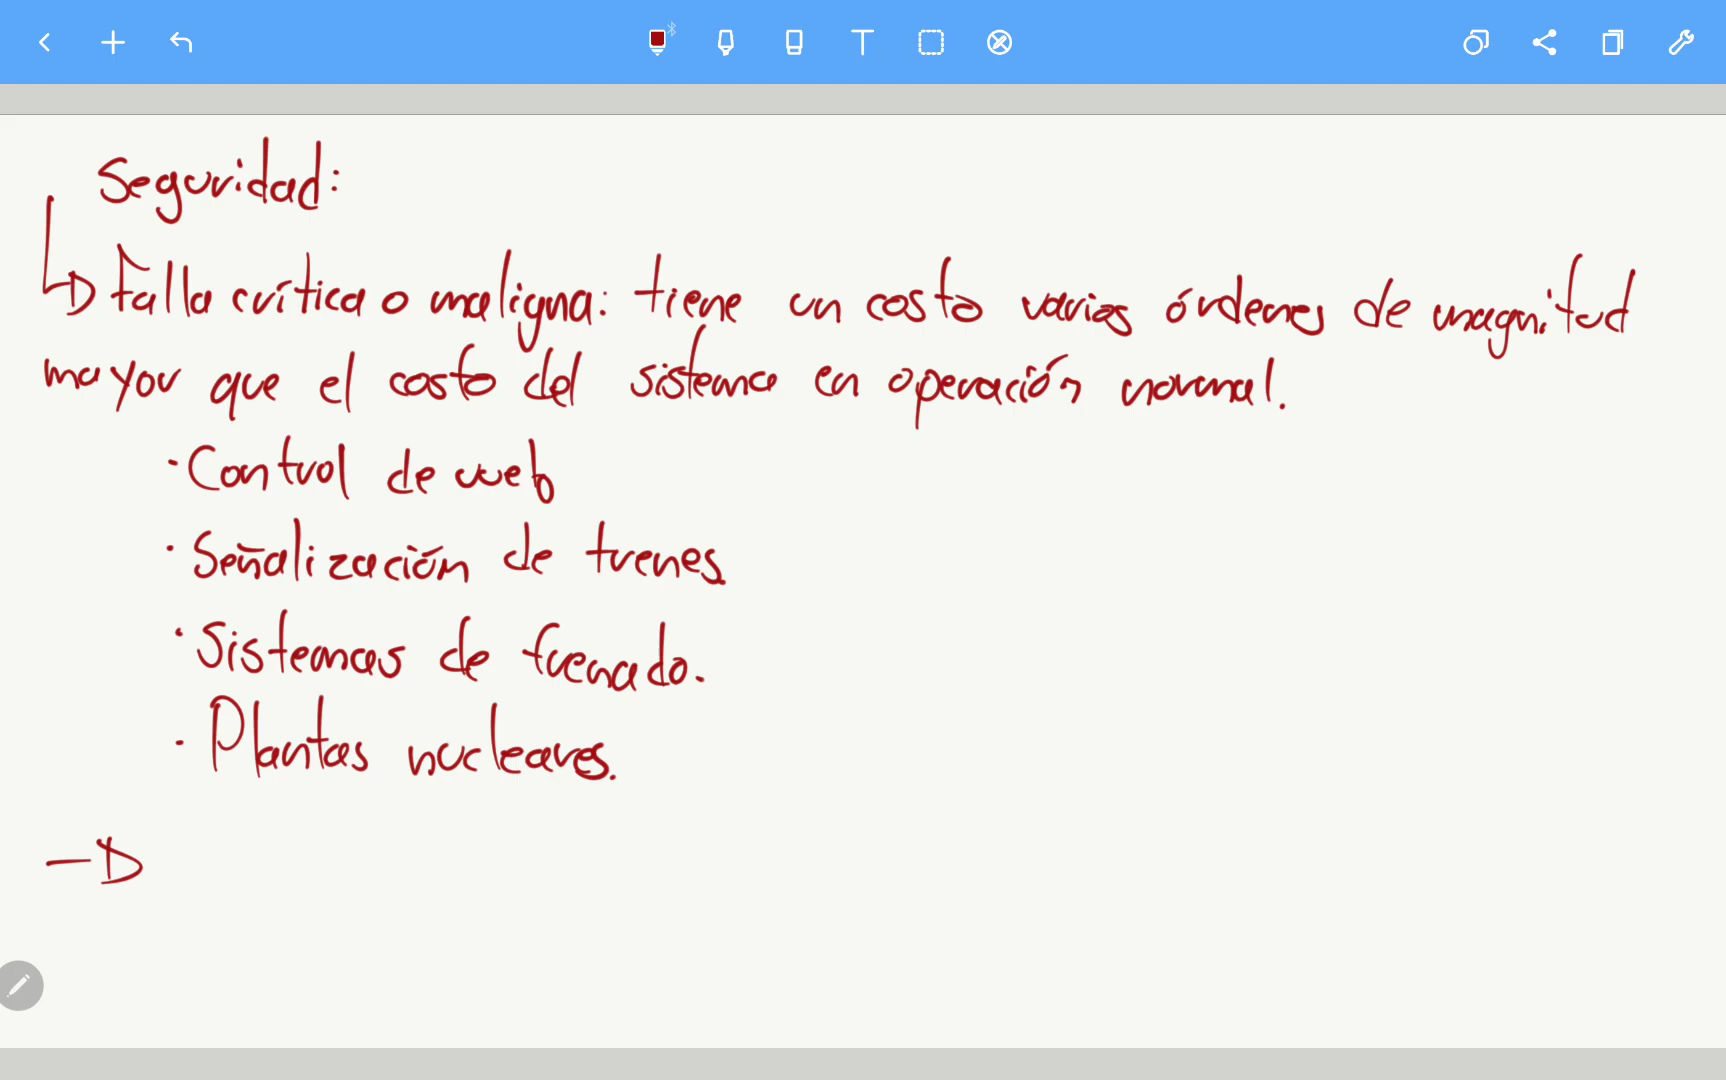 Seguridad:
Falla crítica o maligna: tiene un costo varios órdenes de magnitud
mayor que el costo del sistema en operación normal.
· Control de web
· Señalización de trenes
· Sistemas de frenado.
· Plantas nucleares.